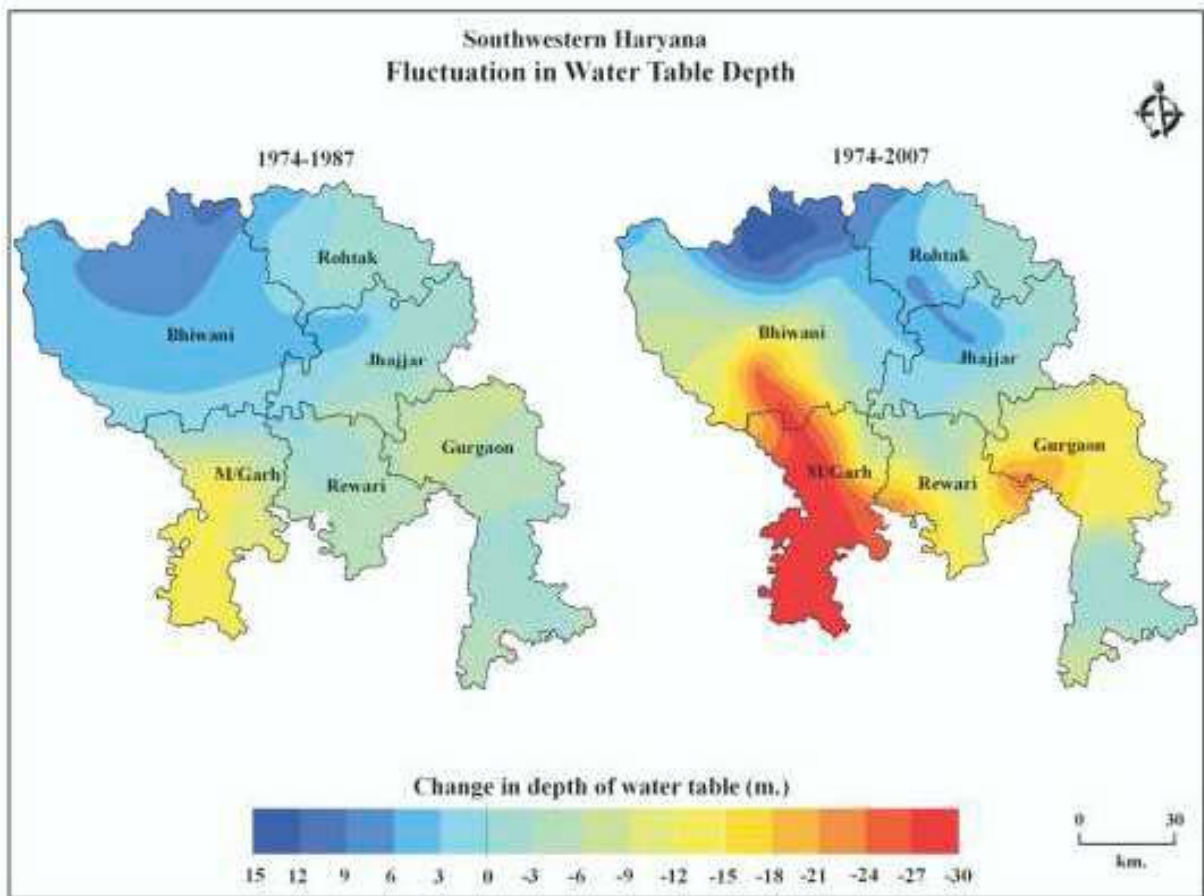 Southwestern Haryana
Fluctuation in Water Table Depth
1974-1987
1974-2007
Rohtak
Bhiwani
Jhajjar
Gurgaon
M/Garh
Rewari
Rohtak
Bhiwani
Jhajjar
Gurgaon
M/Garh
Rewari
Change in depth of water table (m.)
15 12 9 6 3 0 -3 -6 -9 -12 -15 -18 -21 -24 -27 -30
0 30
km.